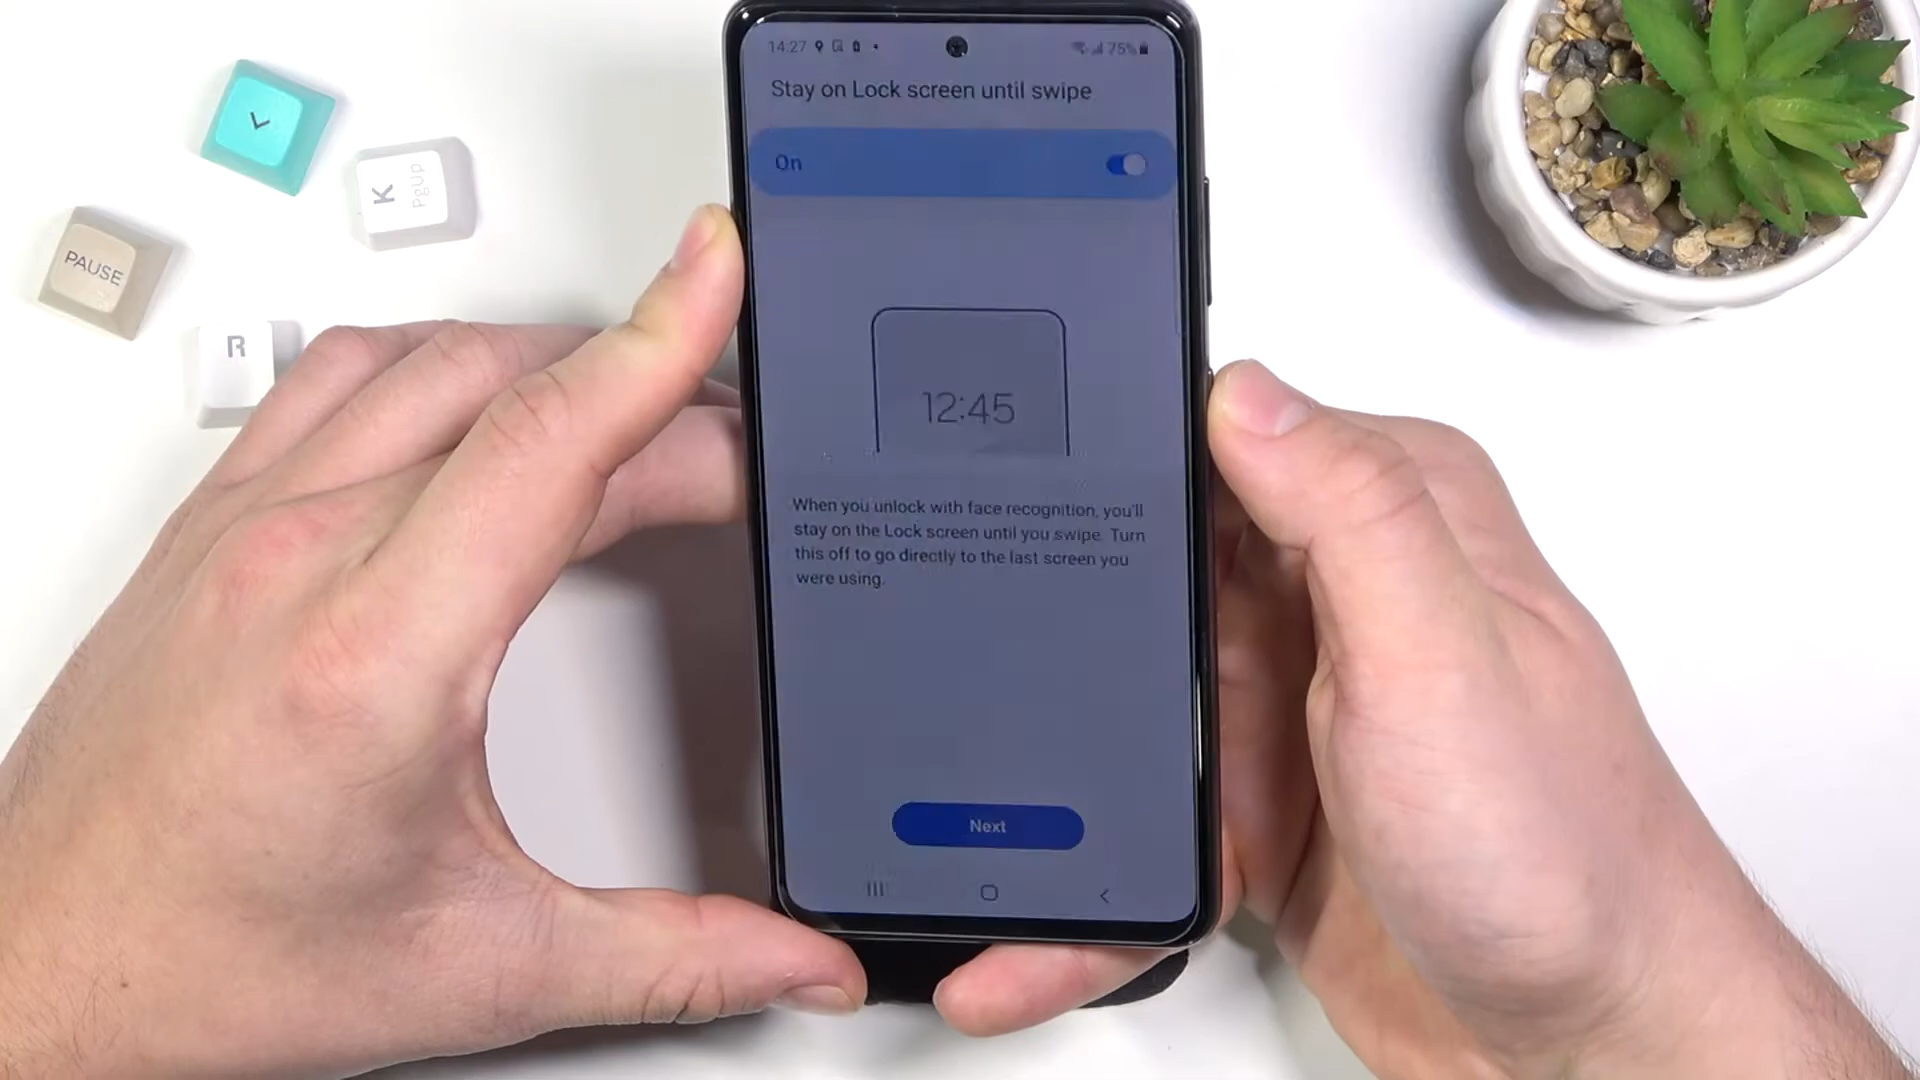 14:27
75%
Stay on Lock screen until swipe
On
12:45
When you unlock with face recognition, you'll
stay on the Lock screen until you swipe. Turn
this off to go directly to the last screen you
were using.
Next
K
PgUp
PAUSE
R